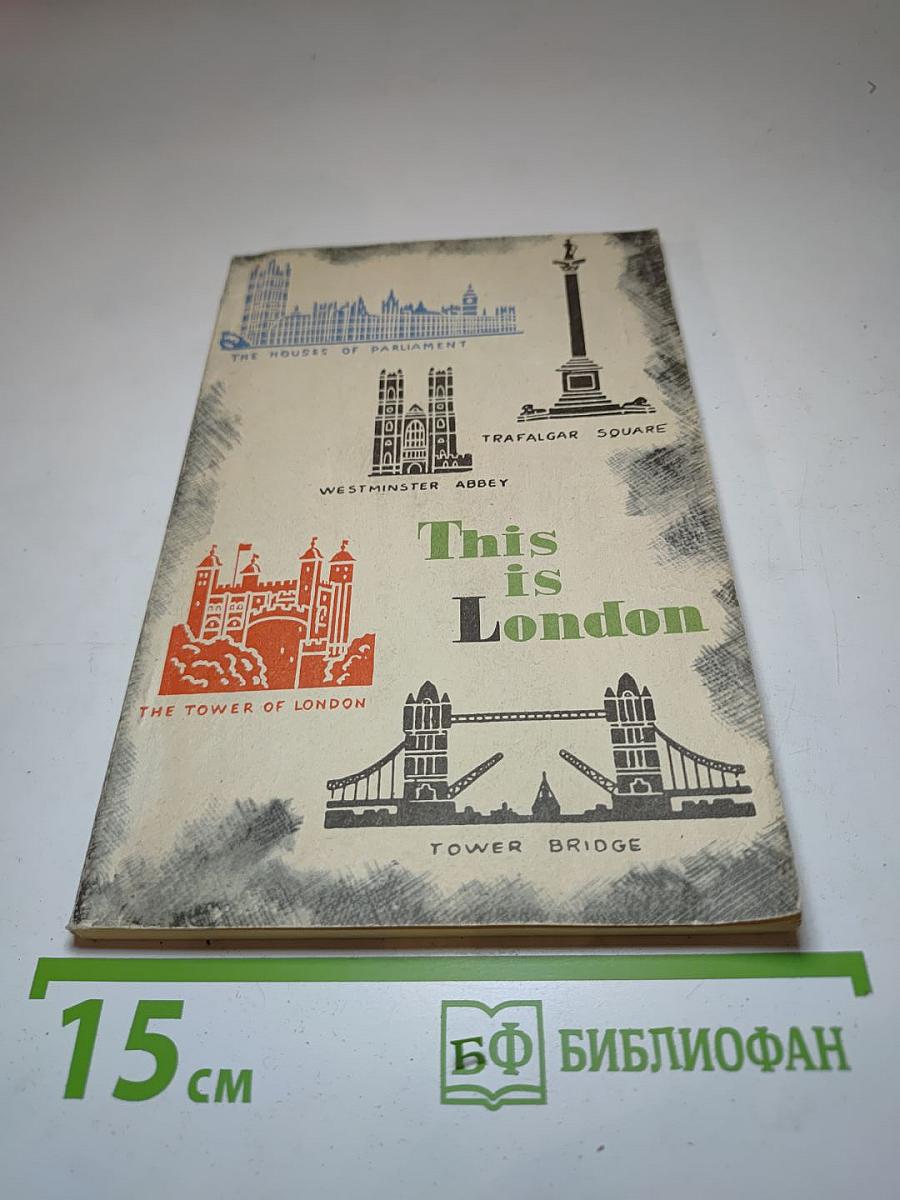 THE HOUSES OF PARLIAMENT
TRAFALGAR SQUARE
WESTMINSTER ABBEY
This
is
London
THE TOWER OF LONDON
TOWER BRIDGE
15 см
БФ БИБЛИОФАН